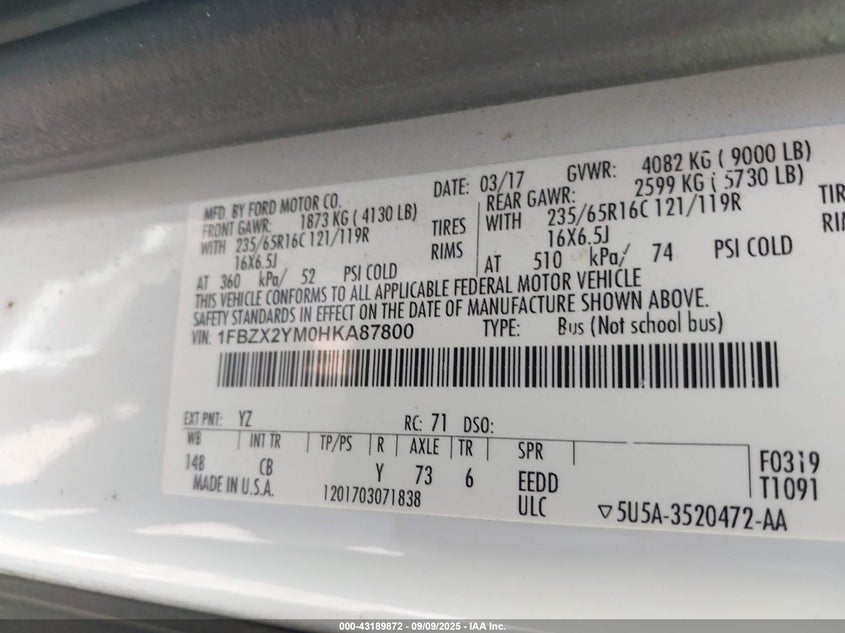 MFD. BY FORD MOTOR CO. DATE: 03/17 GVWR: 4082 KG ( 9000 LB)
FRONT GAWR: 1873 KG ( 4130 LB) REAR GAWR: 2599 KG ( 5730 LB)
WITH 235/65R16C 121/119R TIRES WITH 235/65R16C 121/119R TIR
16X6.5J RIMS 16X6.5J RI
AT 360 kPa/ 52 PSI COLD AT 510 kPa/ 74 PSI COLD
THIS VEHICLE CONFORMS TO ALL APPLICABLE FEDERAL MOTOR VEHICLE
SAFETY STANDARDS IN EFFECT ON THE DATE OF MANUFACTURE SHOWN ABOVE.
VIN: 1FBZX2YM0HKA87800 TYPE: Bus (Not school bus)
EXT PNT: YZ RC: 71 DSO:
WB INT TR TP/PS R AXLE TR SPR
148 CB Y 73 6 EEDD F0319
MADE IN U.S.A. 1201703071838 ULC T1091
▽5U5A-3520472-AA
000-43189872 - 09/09/2025 - IAA Inc.